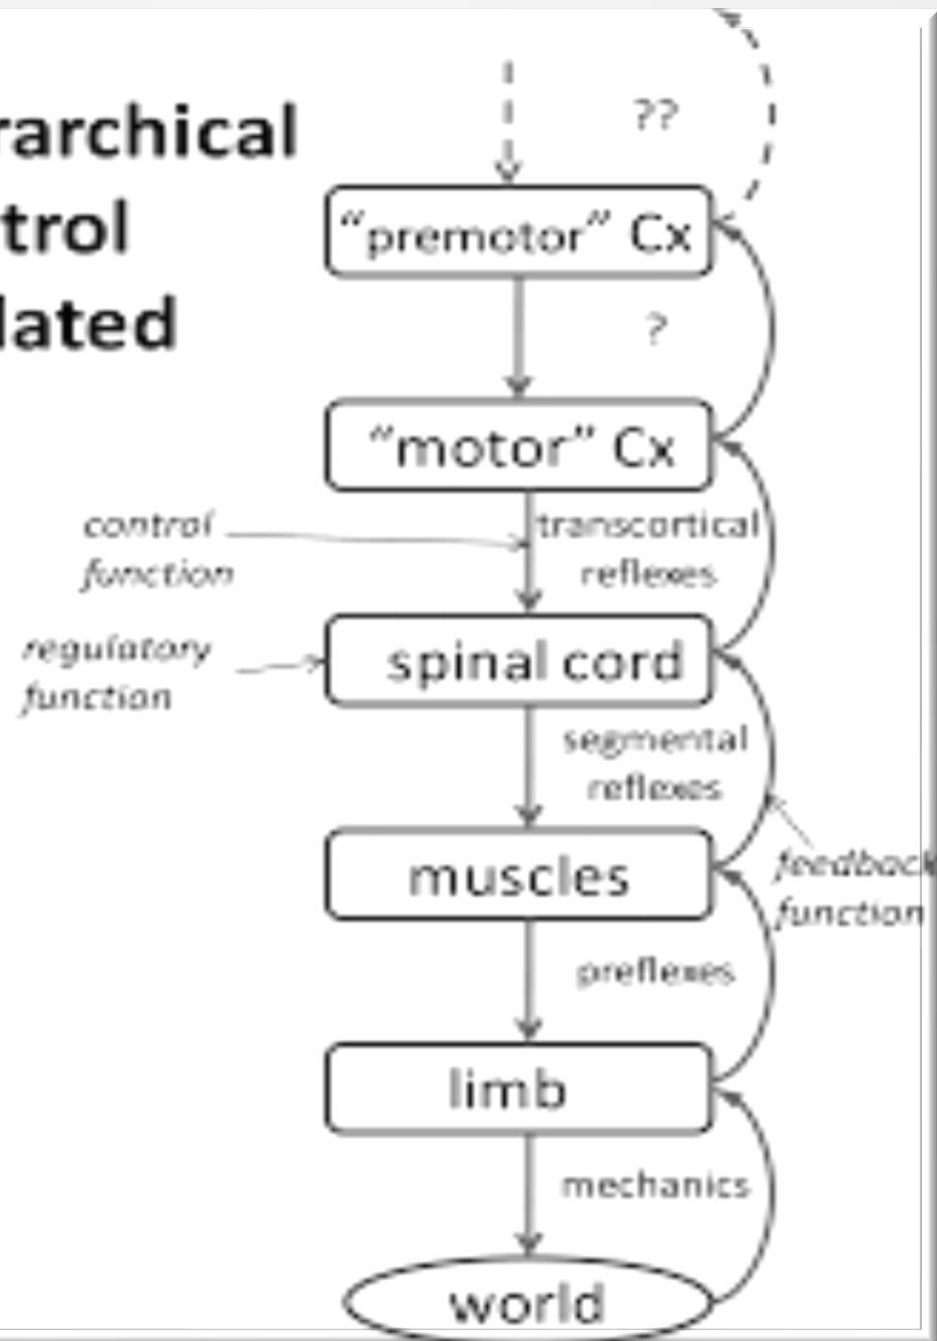 rarchical
trol
lated
??
“premotor” Cx
?
“motor” Cx
control
function
transcortical
reflexes
regulatory
function
spinal cord
segmental
reflexes
muscles
feedback
function
preflexes
limb
mechanics
world